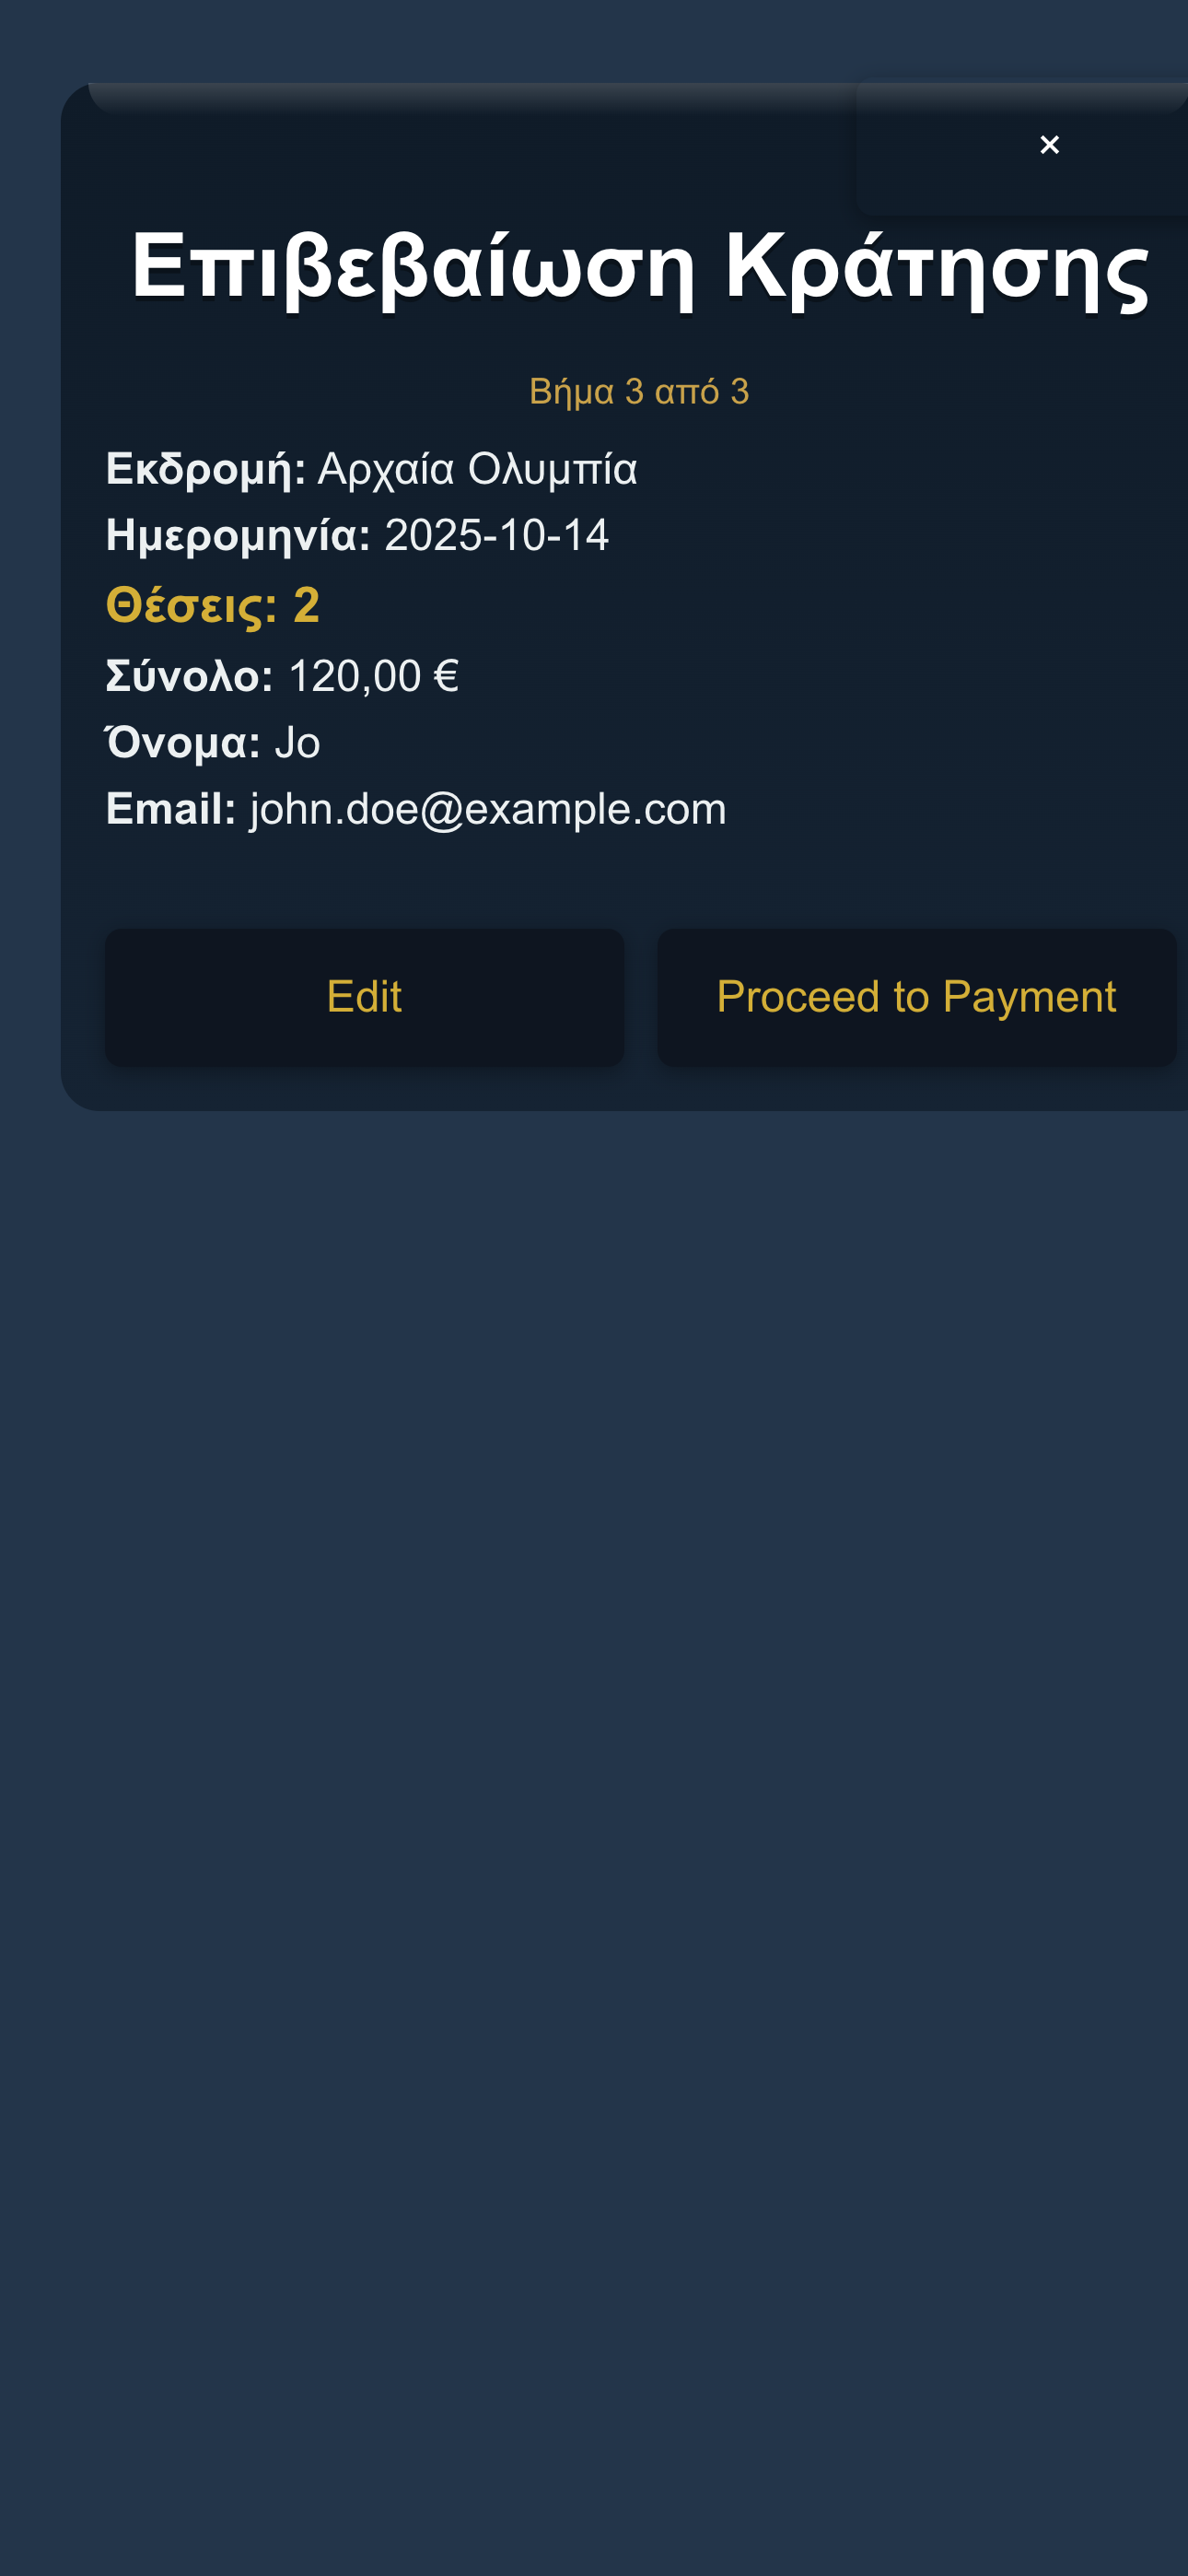 ×
Επιβεβαίωση Κράτησης
Βήμα 3 από 3
Εκδρομή: Αρχαία Ολυμπία
Ημερομηνία: 2025-10-14
Θέσεις: 2
Σύνολο: 120,00 €
Όνομα: Jo
Email: john.doe@example.com
Edit
Proceed to Payment